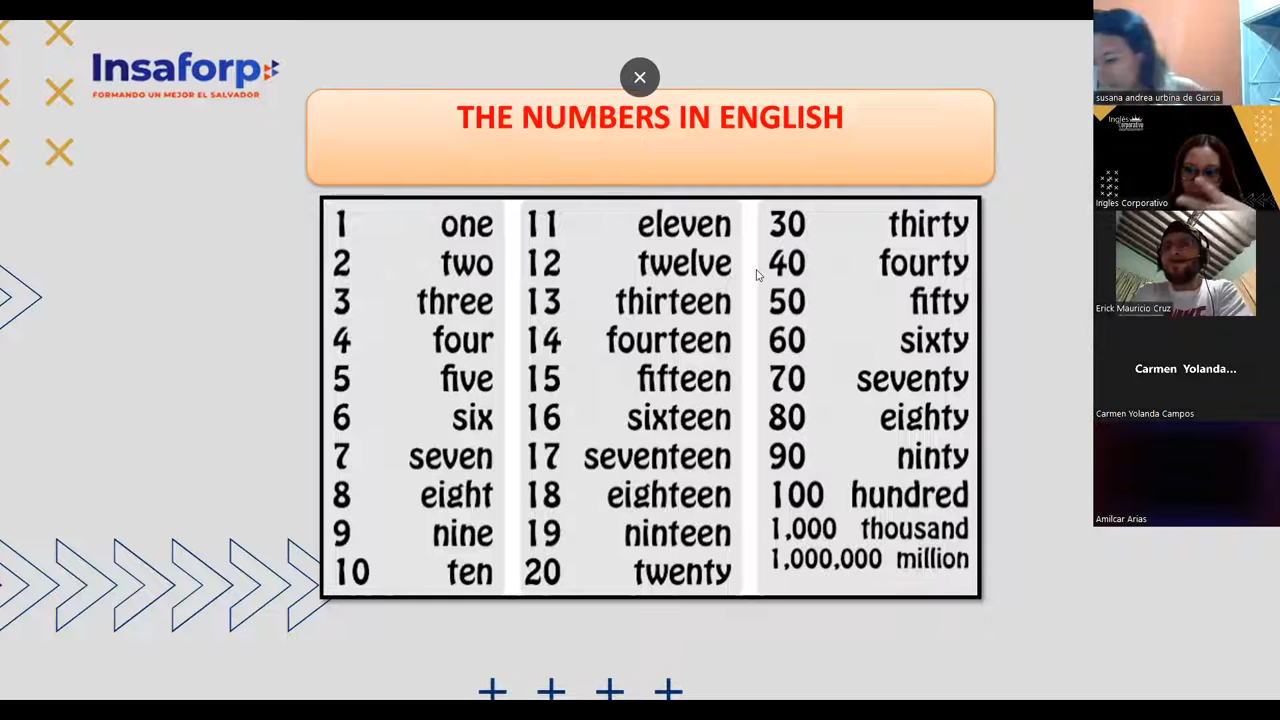 Insaforp
FORMANDO UN MEJOR EL SALVADOR
THE NUMBERS IN ENGLISH
1 one
2 two
3 three
4 four
5 five
6 six
7 seven
8 eight
9 nine
10 ten
11 eleven
12 twelve
13 thirteen
14 fourteen
15 fifteen
16 sixteen
17 seventeen
18 eighteen
19 ninteen
20 twenty
30 thirty
40 fourty
50 fifty
60 sixty
70 seventy
80 eighty
90 ninty
100 hundred
1,000 thousand
1,000,000 million
susana andrea urbina de Garcia
Inglés
Corporativo
Ingles Corporativo
Erick Mauricio Cruz
Carmen Yolanda...
Carmen Yolanda Campos
Amilcar Arias